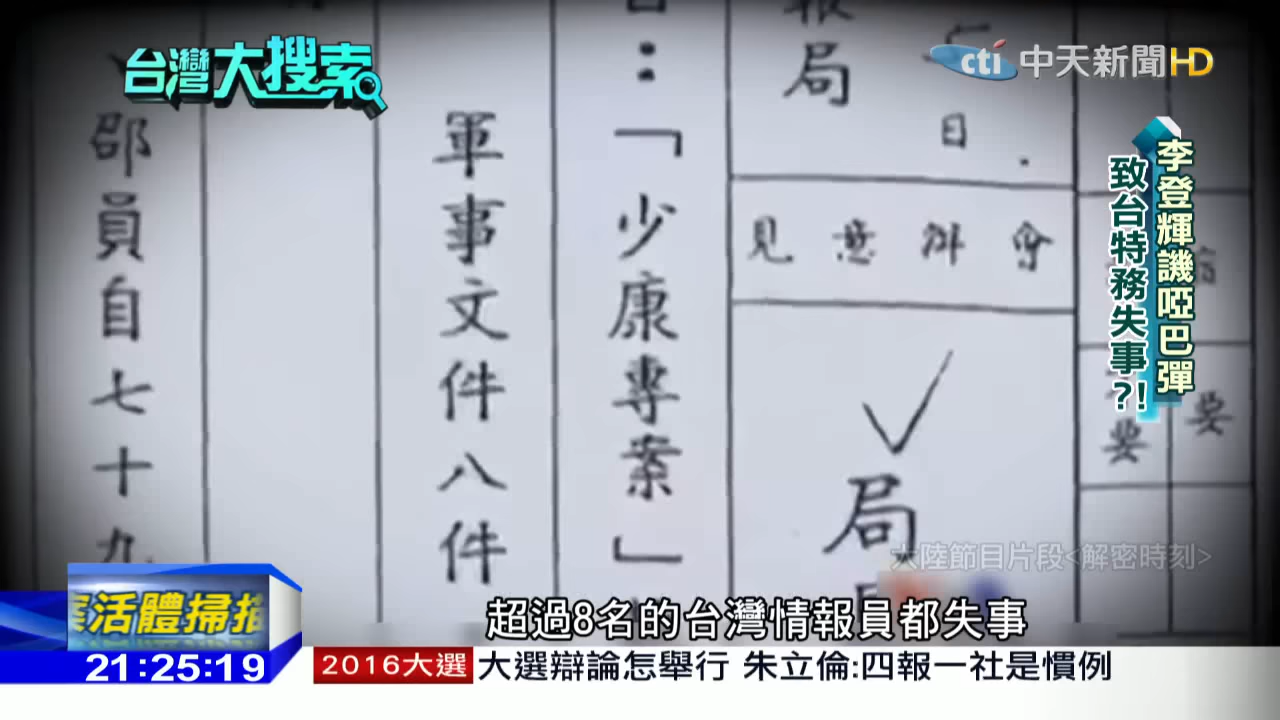 台灣大搜索
cti 中天新聞HD
李登輝譏啞巴彈
致台特務失事?!
要
要
日
報局
會辦意見
局
：「少康專案」
軍事文件八件
邵員自七十九
大陸節目片段<解密時刻>
超過8名的台灣情報員都失事
活體掃描
21:25:19
2016大選
大選辯論怎舉行 朱立倫:四報一社是慣例